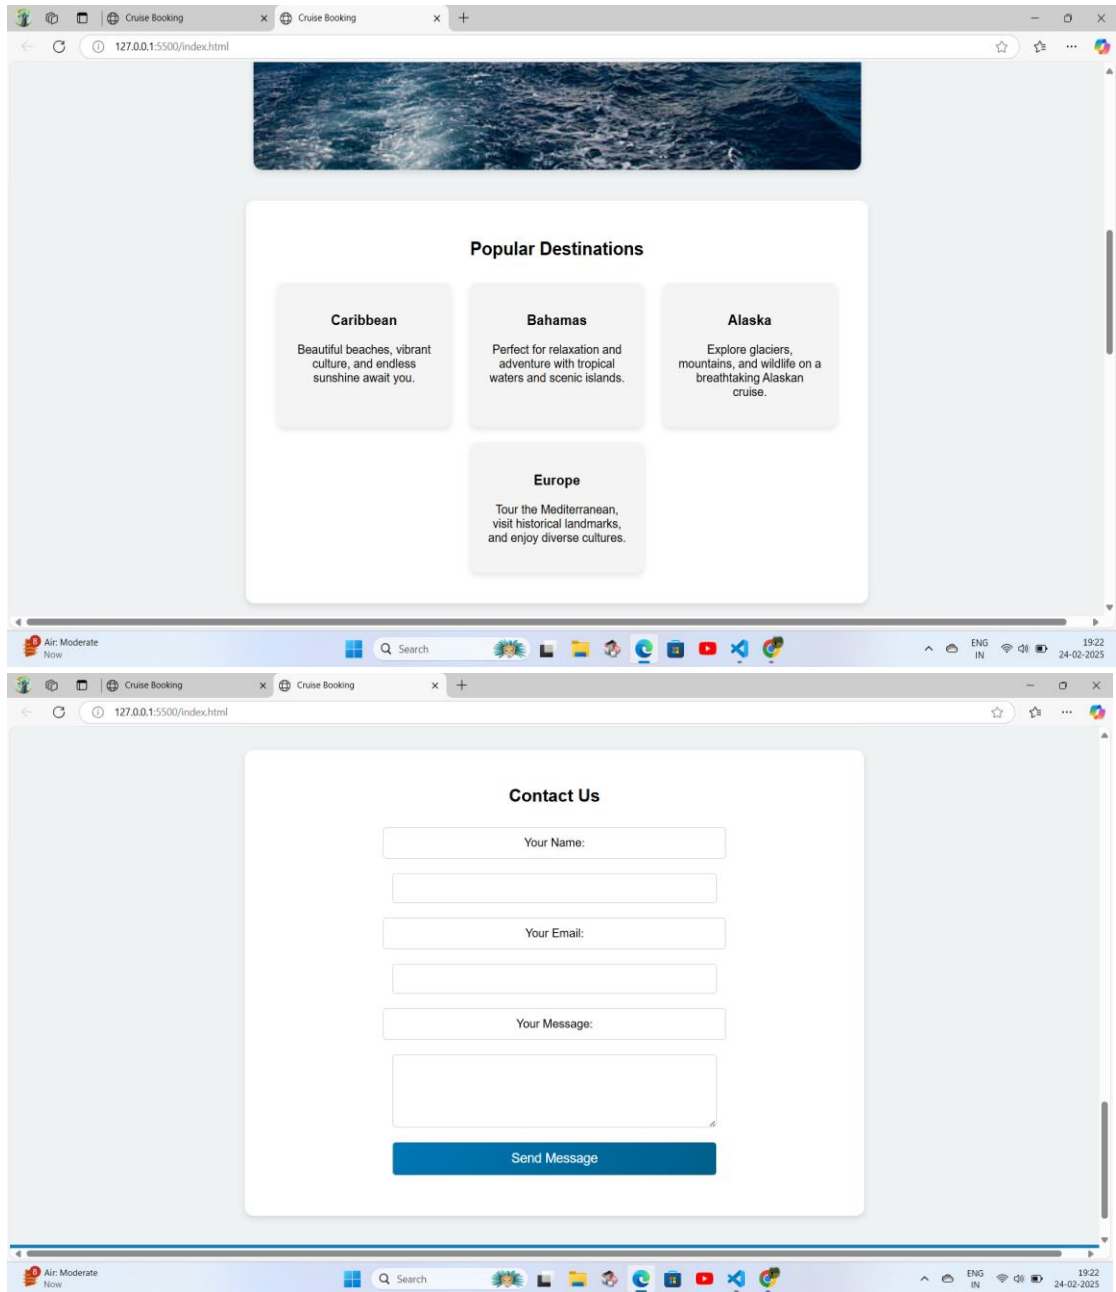 Cruise Booking
Cruise Booking
127.0.0.1:5500/index.html
Popular Destinations
Caribbean
Beautiful beaches, vibrant
culture, and endless
sunshine await you.
Bahamas
Perfect for relaxation and
adventure with tropical
waters and scenic islands.
Alaska
Explore glaciers,
mountains, and wildlife on a
breathtaking Alaskan
cruise.
Europe
Tour the Mediterranean,
visit historical landmarks,
and enjoy diverse cultures.
6
Air: Moderate
Now
Search
ENG
IN
19:22
24-02-2025
Cruise Booking
Cruise Booking
127.0.0.1:5500/index.html
Contact Us
Your Name:
Your Email:
Your Message:
Send Message
6
Air: Moderate
Now
Search
ENG
IN
19:22
24-02-2025